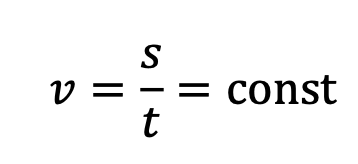 v = s/t = const